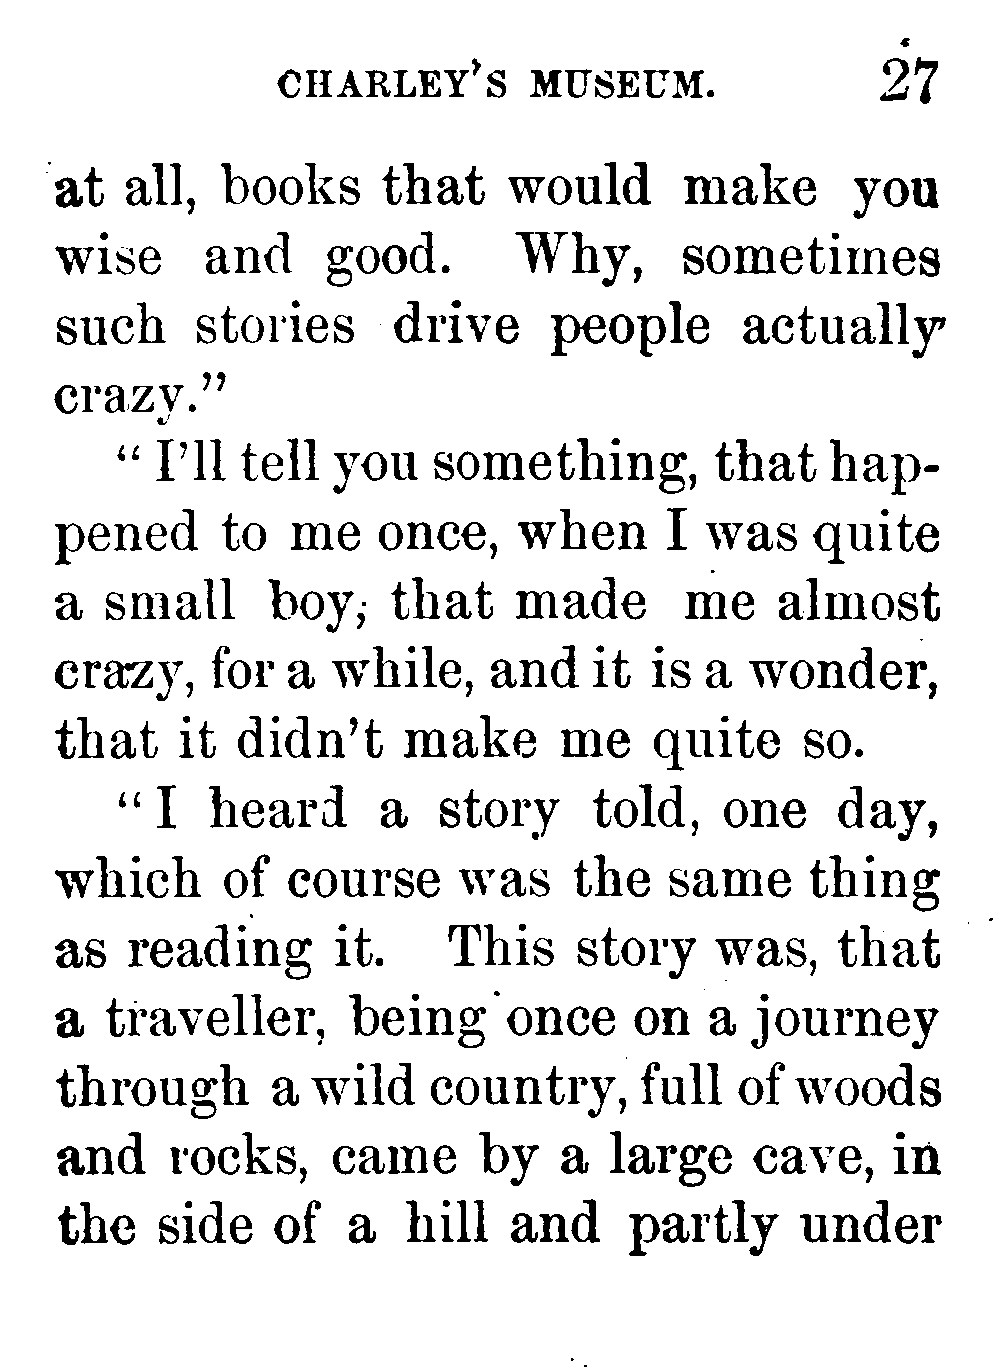 CHARLEY'S MUSEUM. 27
at all, books that would make you
wise and good. Why, sometimes
such stories drive people actually
crazy."
"I'll tell you something, that hap-
pened to me once, when I was quite
a small boy, that made me almost
crazy, for a while, and it is a wonder,
that it didn't make me quite so.
"I heard a story told, one day,
which of course was the same thing
as reading it. This story was, that
a traveller, being once on a journey
through a wild country, full of woods
and rocks, came by a large cave, in
the side of a hill and partly under